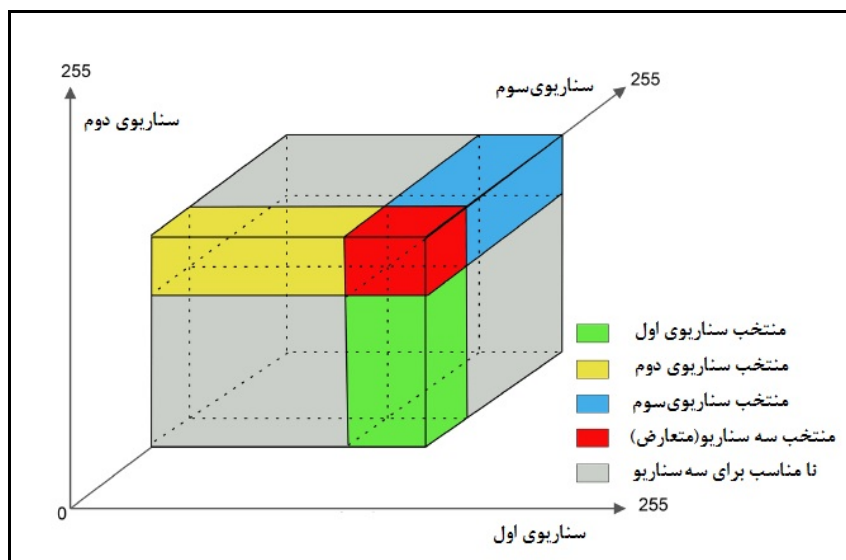 255
سناریوی دوم
سناریوی‌سوم
255
منتخب سناریوی اول
منتخب سناریوی دوم
منتخب سناریوی‌سوم
منتخب سه سناریو(متعارض)
نا مناسب برای سه‌سناریو
0
255
سناریوی اول